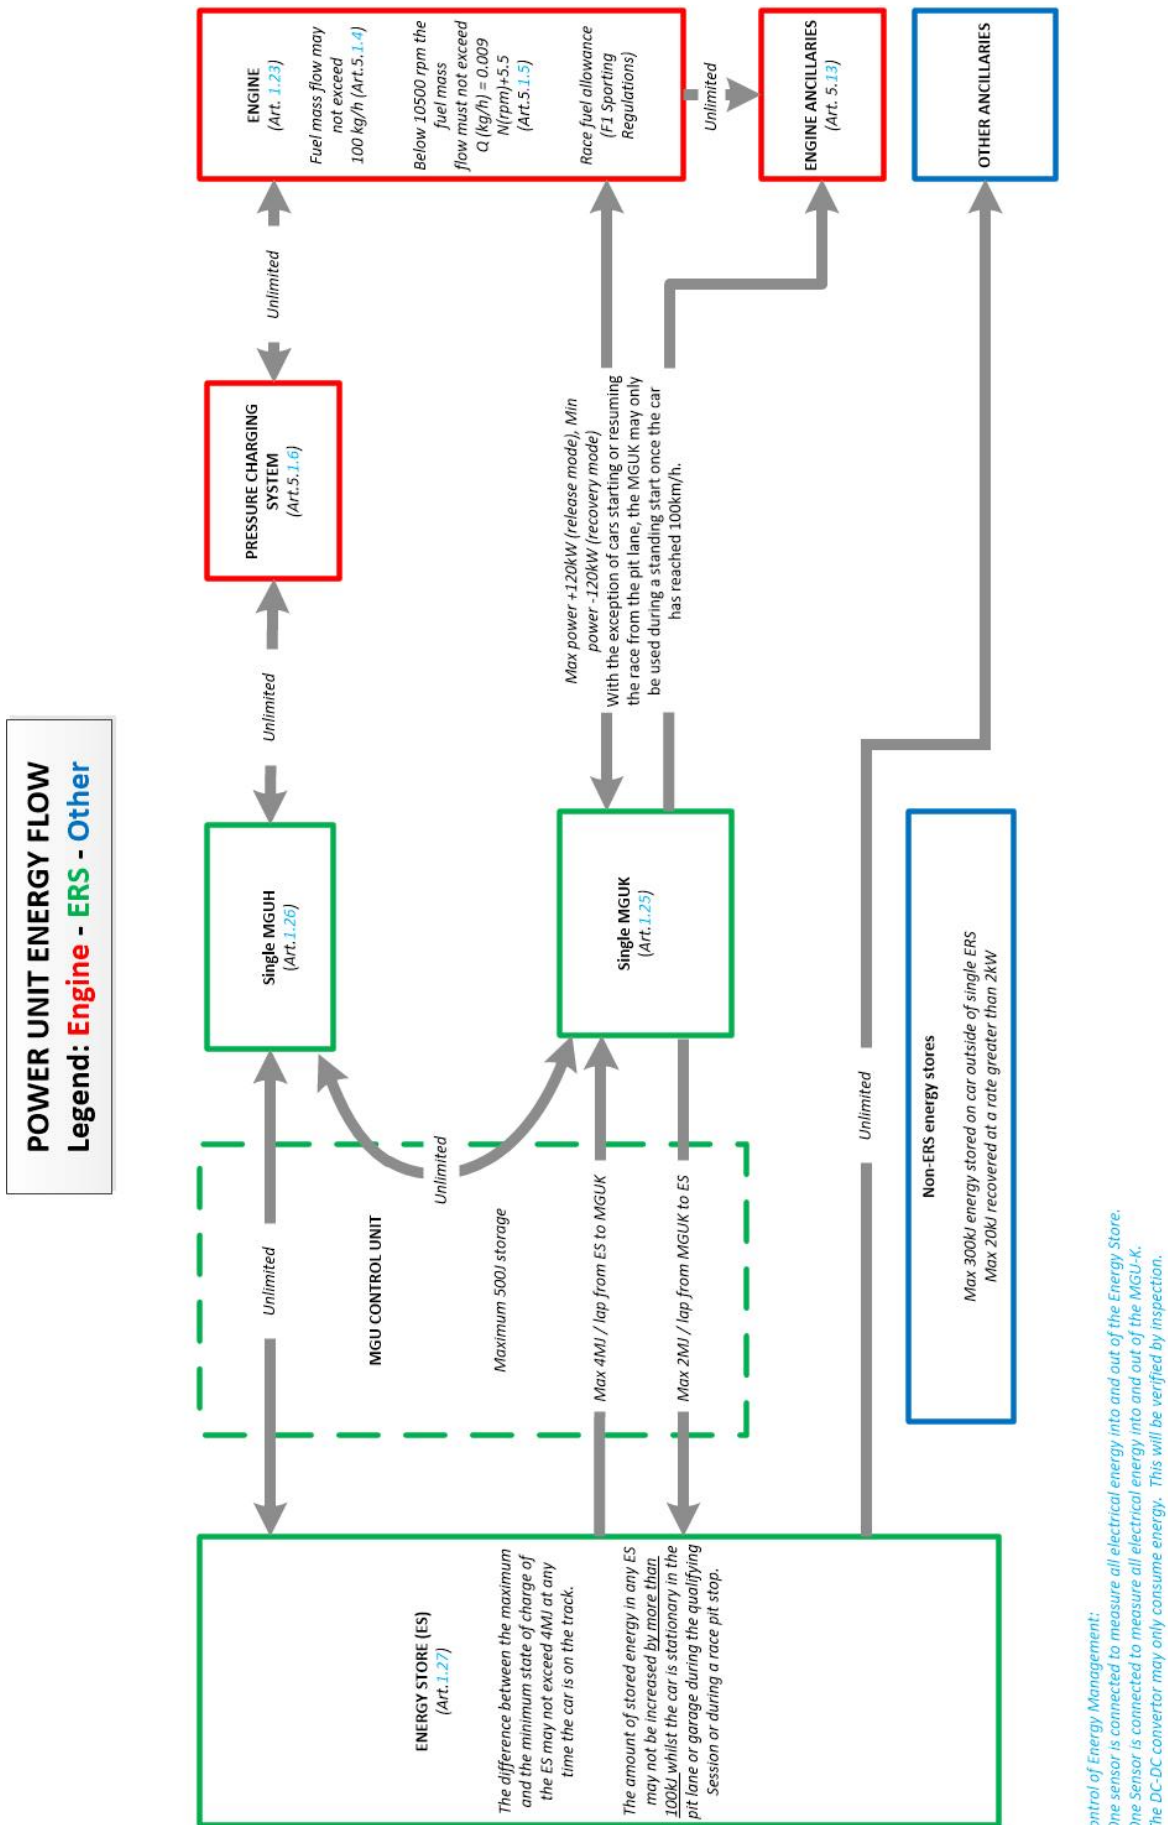 POWER UNIT ENERGY FLOW
Legend: Engine - ERS - Other
ENERGY STORE (ES)
(Art.1.27)
The difference between the maximum
and the minimum state of charge of
the ES may not exceed 4MJ at any
time the car is on the track.
The amount of stored energy in any ES
may not be increased by more than
100kJ whilst the car is stationary in the
pit lane or garage during the qualifying
Session or during a race pit stop.
Unlimited
MGU CONTROL UNIT
Unlimited
Maximum 500J storage
Max 4MJ / lap from ES to MGUK
Max 2MJ / lap from MGUK to ES
Unlimited
Single MGUH
(Art.1.26)
Single MGUK
(Art.1.25)
Non-ERS energy stores
Max 300kJ energy stored on car outside of single ERS
Max 20kJ recovered at a rate greater than 2kW
Unlimited
PRESSURE CHARGING
SYSTEM
(Art.5.1.6)
Unlimited
Max power +120kW (release mode), Min
power -120kW (recovery mode)
With the exception of cars starting or resuming
the race from the pit lane, the MGUK may only
be used during a standing start once the car
has reached 100km/h.
ENGINE
(Art. 1.23)
Fuel mass flow may
not exceed
100 kg/h (Art.5.1.4)
Below 10500 rpm the
fuel mass
flow must not exceed
Q (kg/h) = 0.009
N(rpm)+5.5
(Art.5.1.5)
Race fuel allowance
(F1 Sporting
Regulations)
Unlimited
ENGINE ANCILLARIES
(Art. 5.13)
OTHER ANCILLARIES
ontrol of Energy Management:
ne sensor is connected to measure all electrical energy into and out of the Energy Store.
ne Sensor is connected to measure all electrical energy into and out of the MGU-K.
he DC-DC convertor may only consume energy. This will be verified by inspection.